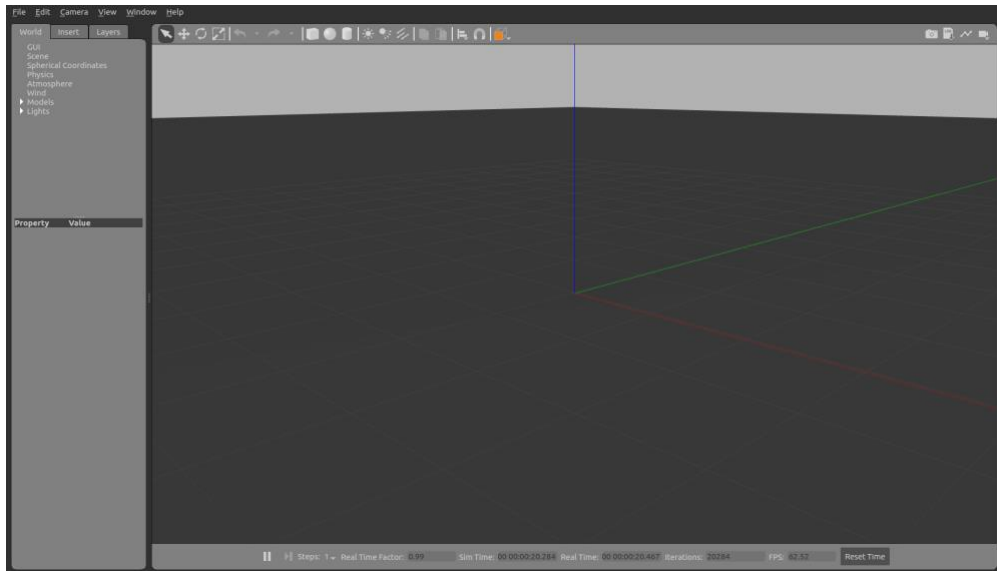 File Edit Camera View Window Help
World Insert Layers
GUI
Scene
Spherical Coordinates
Physics
Atmosphere
Wind
Models
Lights
Property Value
Steps: 1 Real Time Factor: 0.99 Sim Time: 00 00:00:20.284 Real Time: 00 00:00:20.467 Iterations: 20284 FPS: 62.52 Reset Time